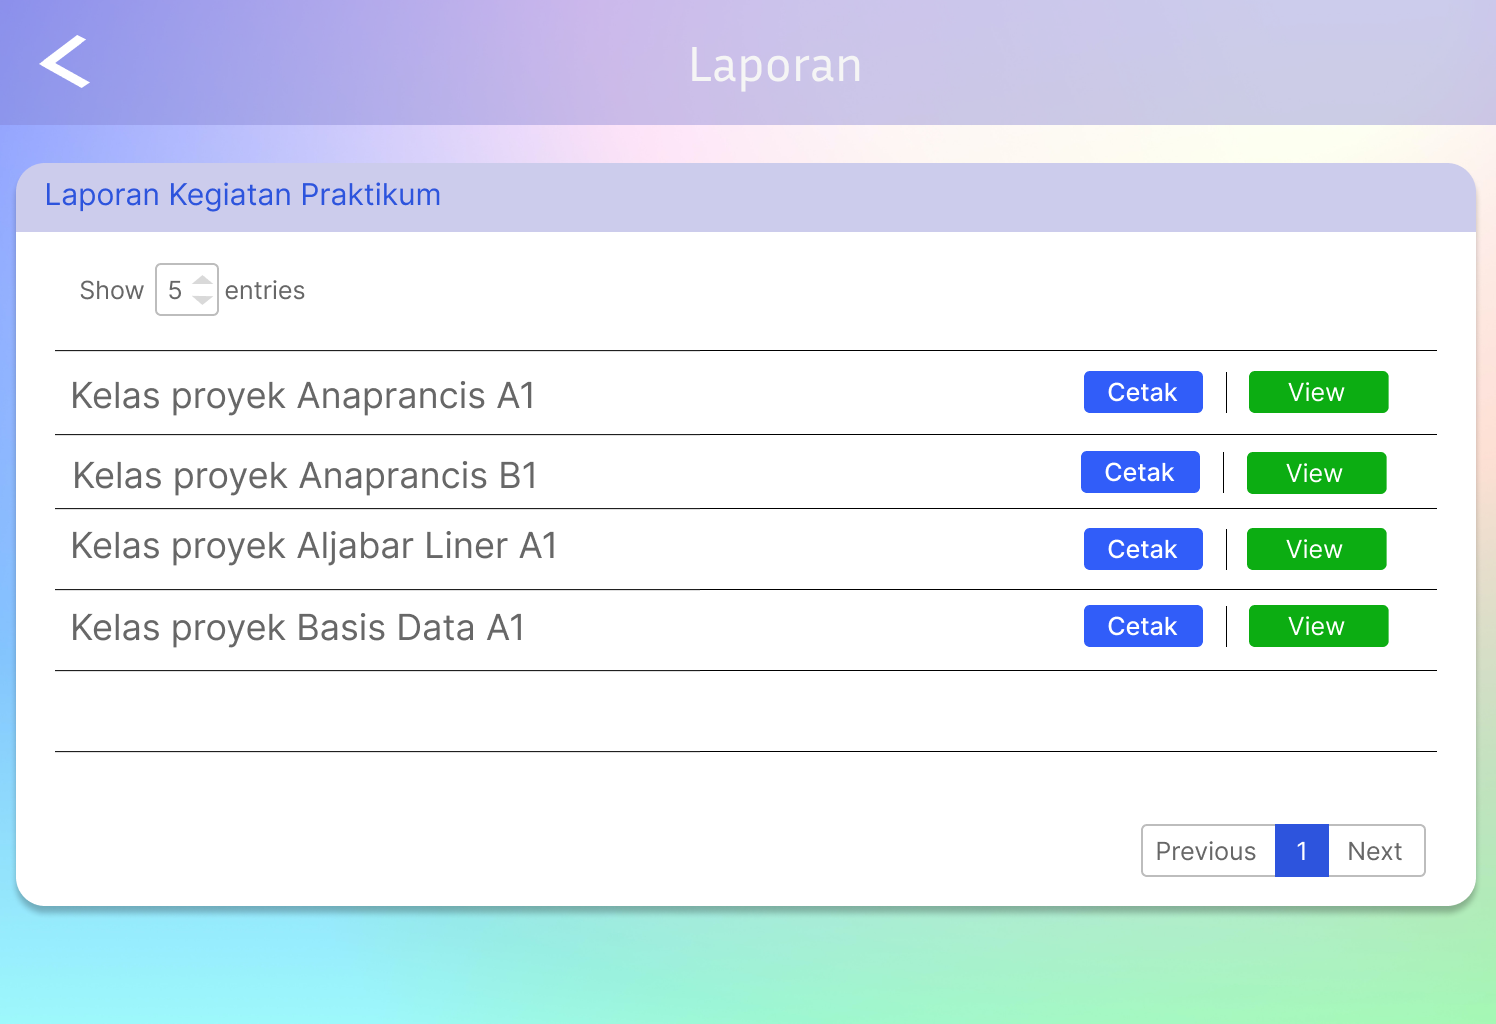 Laporan
Laporan Kegiatan Praktikum
Show 5 entries
Kelas proyek Anaprancis A1 Cetak View
Kelas proyek Anaprancis B1 Cetak View
Kelas proyek Aljabar Liner A1 Cetak View
Kelas proyek Basis Data A1 Cetak View
Previous 1 Next